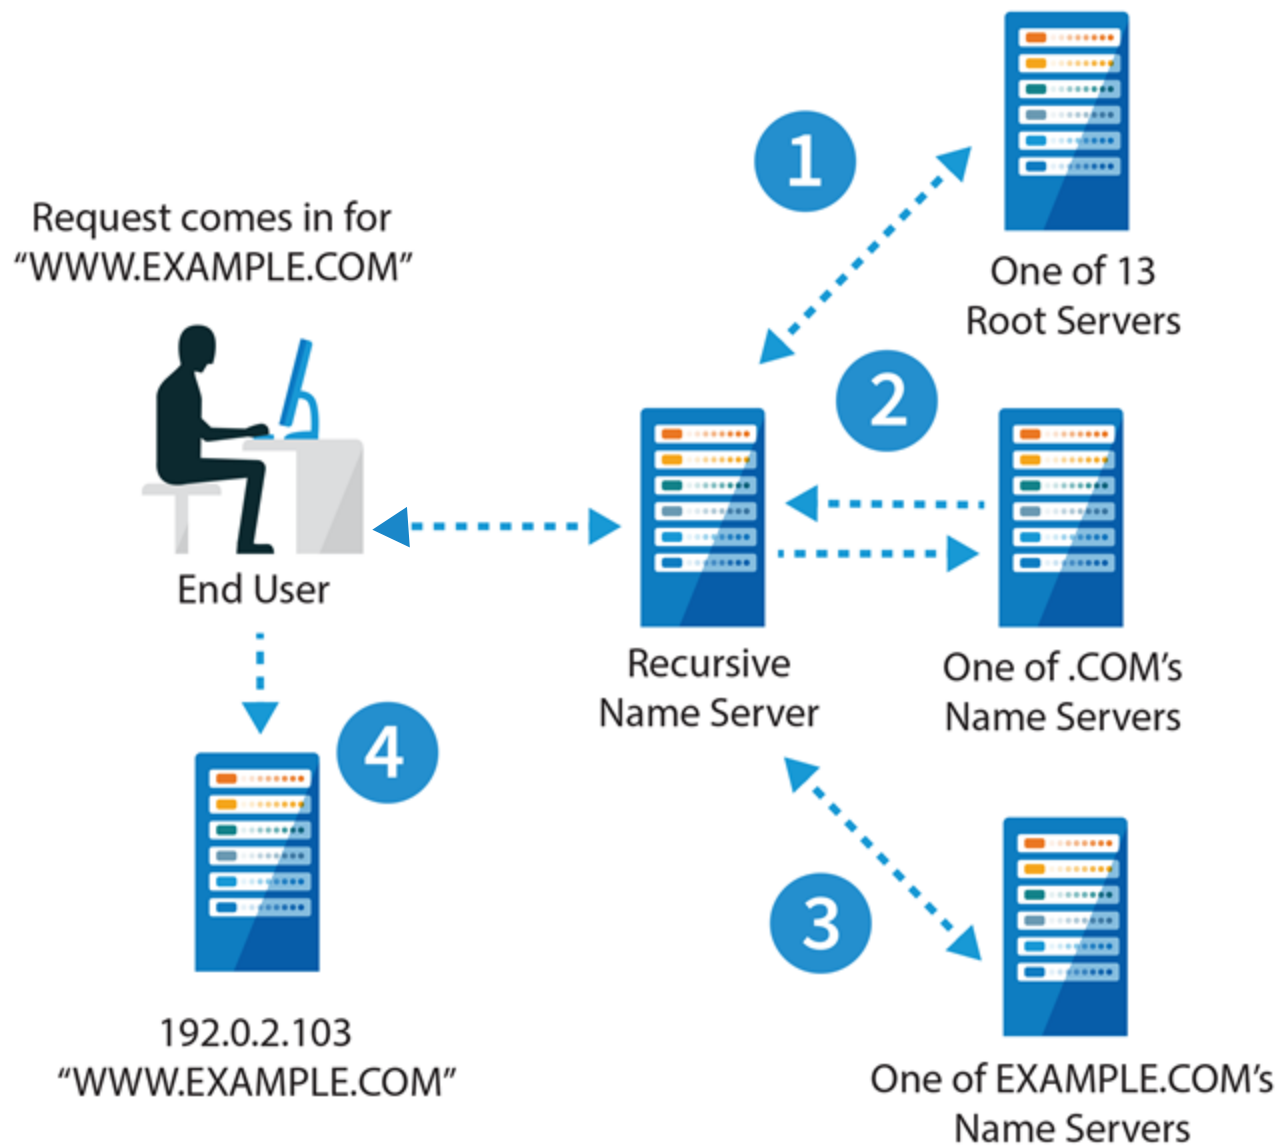 Request comes in for
“WWW.EXAMPLE.COM”
End User
4
192.0.2.103
“WWW.EXAMPLE.COM”
1
One of 13
Root Servers
2
Recursive
Name Server
One of .COM’s
Name Servers
3
One of EXAMPLE.COM’s
Name Servers